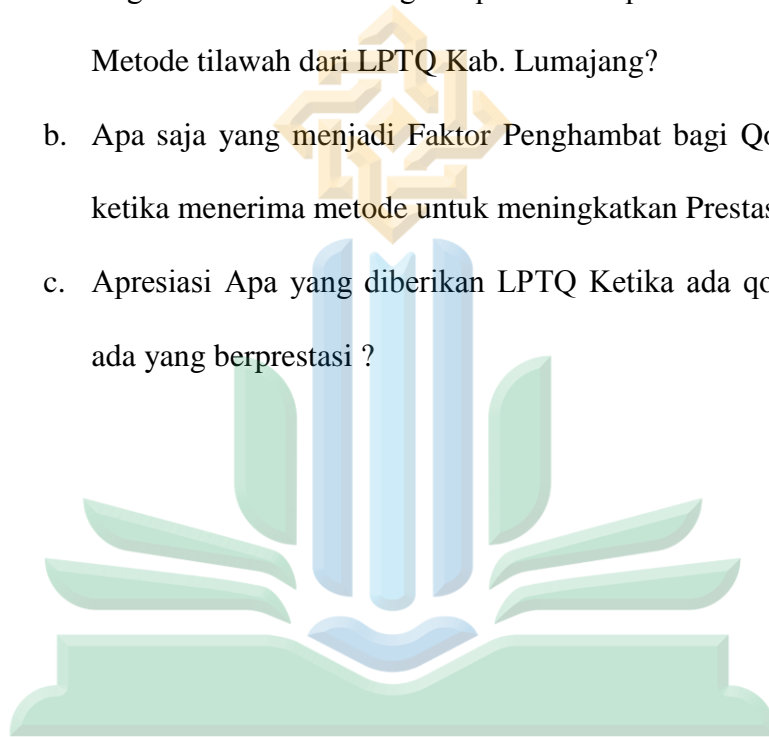 Metode tilawah dari LPTQ Kab. Lumajang?
b. Apa saja yang menjadi Faktor Penghambat bagi
ketika menerima metode untuk meningkatkan
c. Apresiasi Apa yang diberikan LPTQ Ketika ada
ada yang berprestasi ?